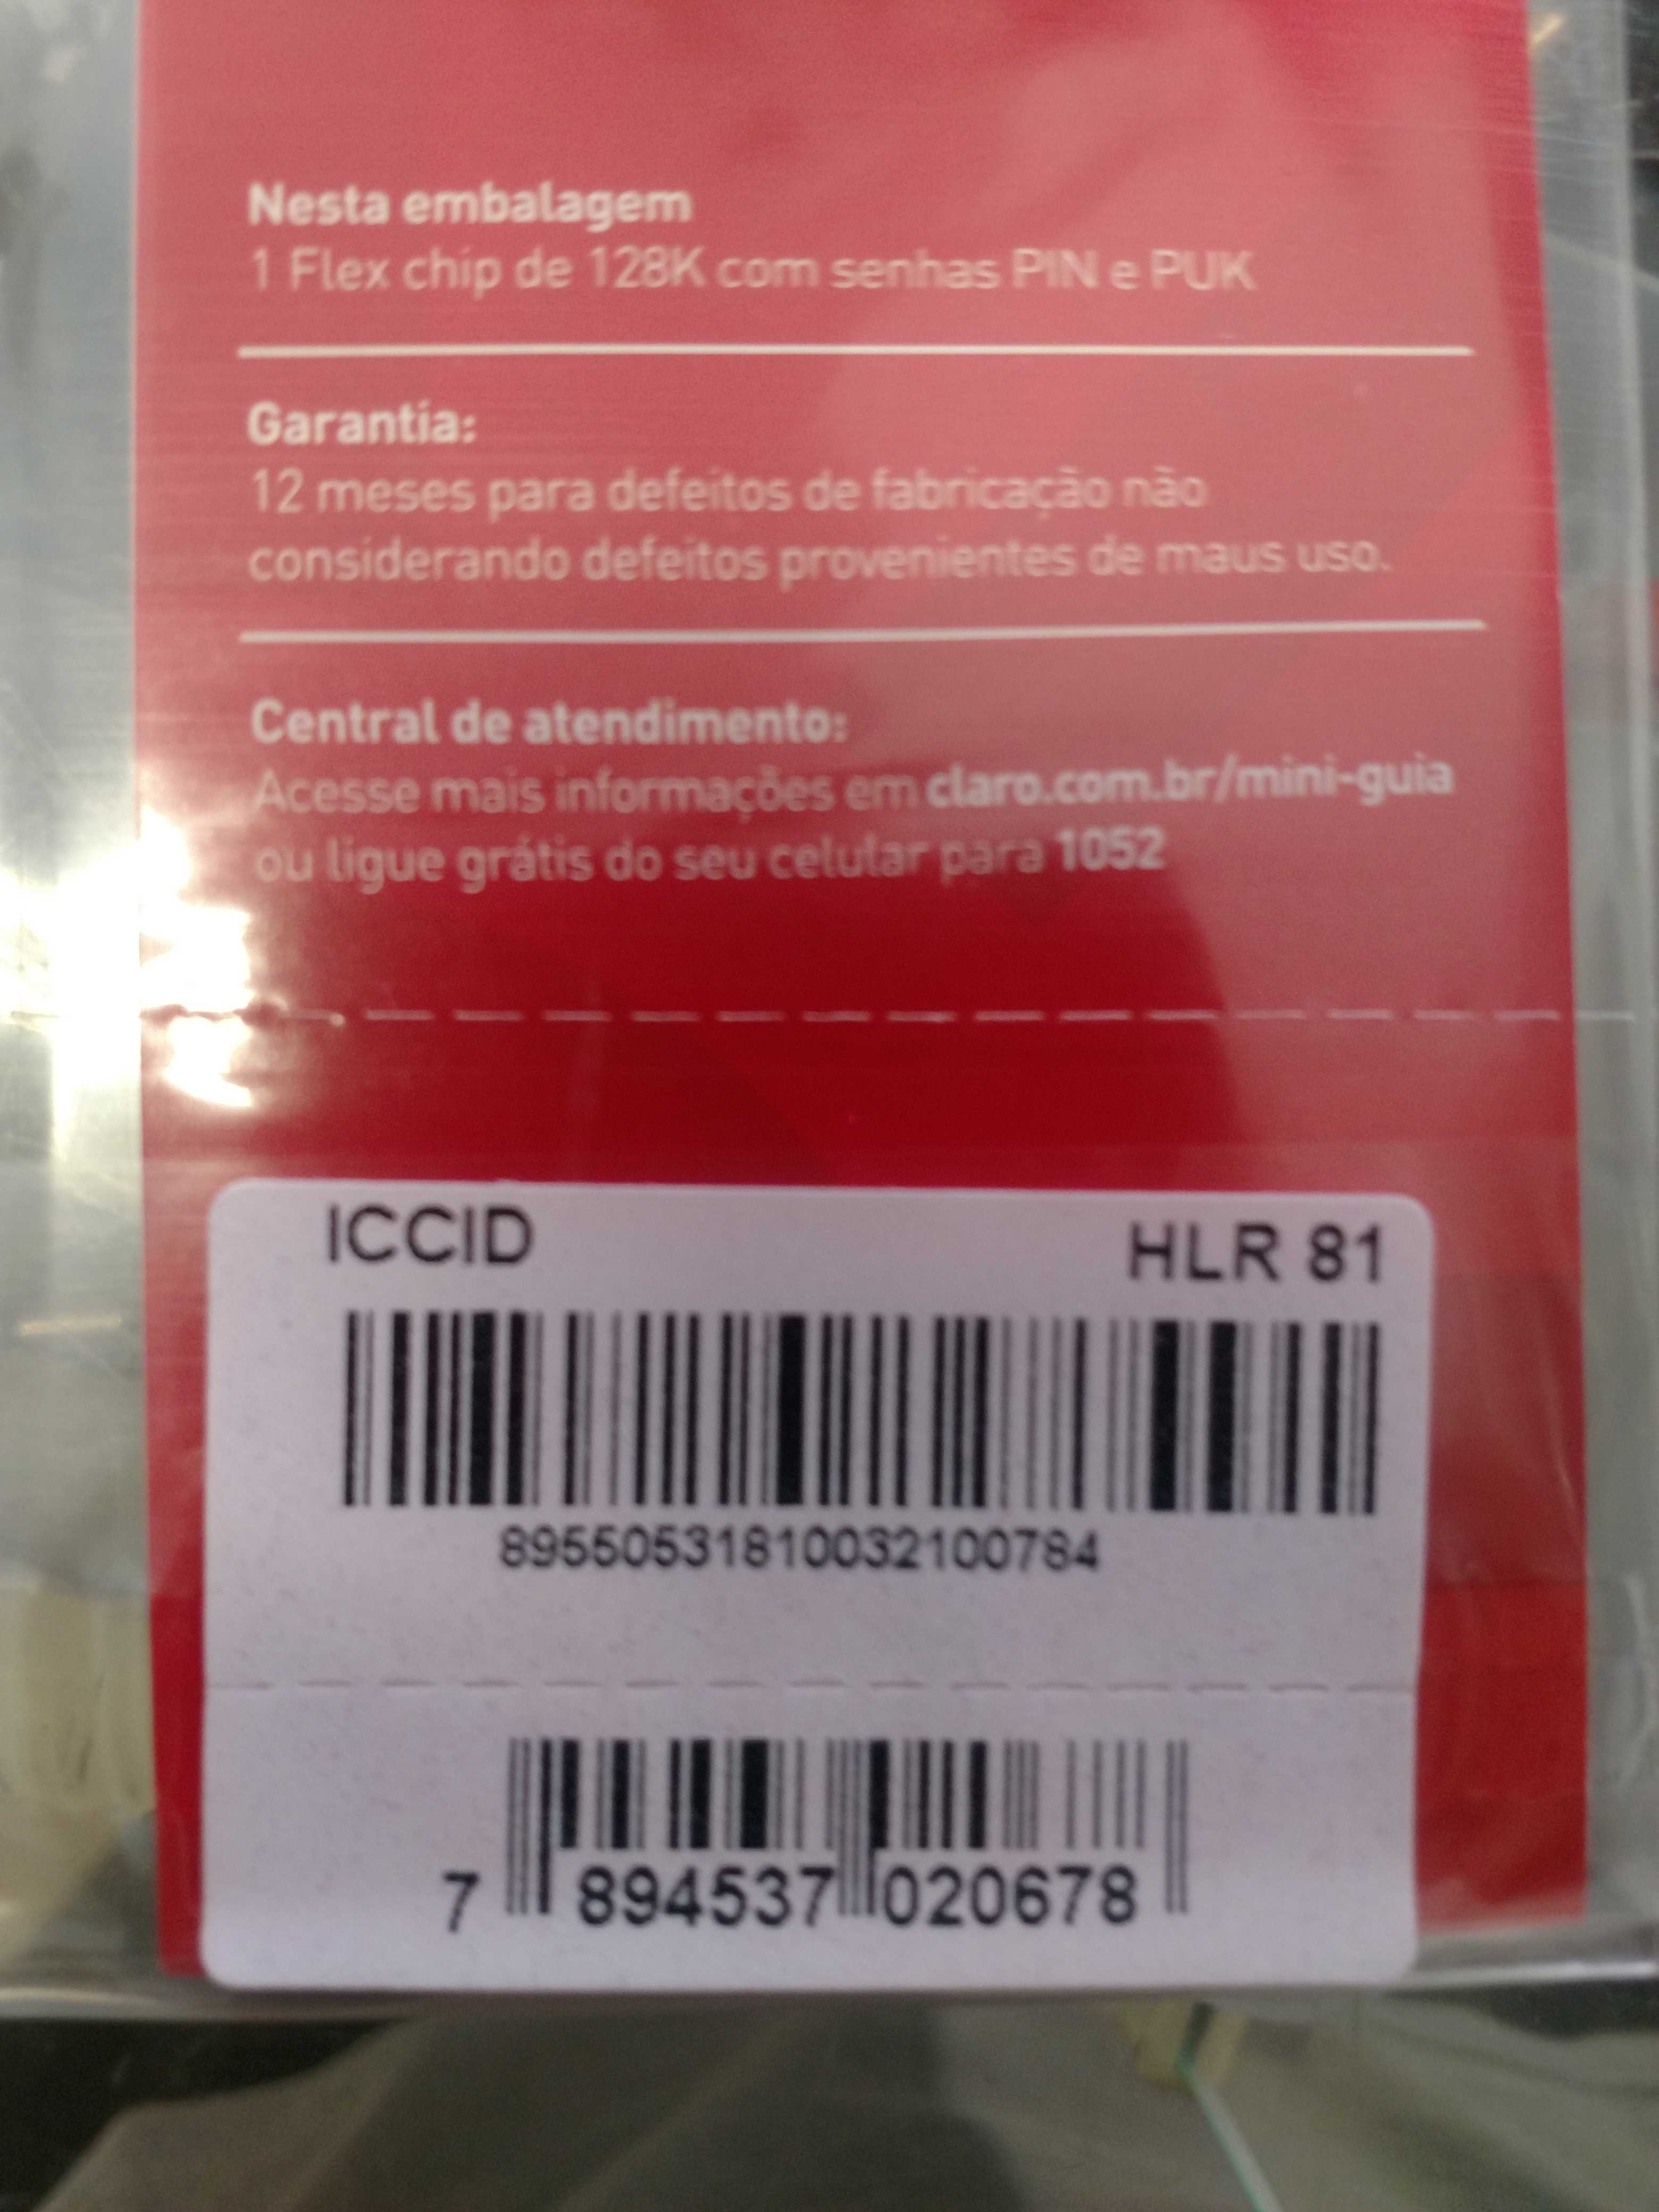 Nesta embalagem
1 Flex chip de 128K com senhas PIN e PUK
Garantia:
12 meses para defeitos de fabricação não
considerando defeitos provenientes de maus uso.
Central de atendimento:
Acesse mais informações em claro.com.br/mini-guia
ou ligue grátis do seu celular para 1052
ICCID HLR 81
89550531810032100784
7 894537 020678